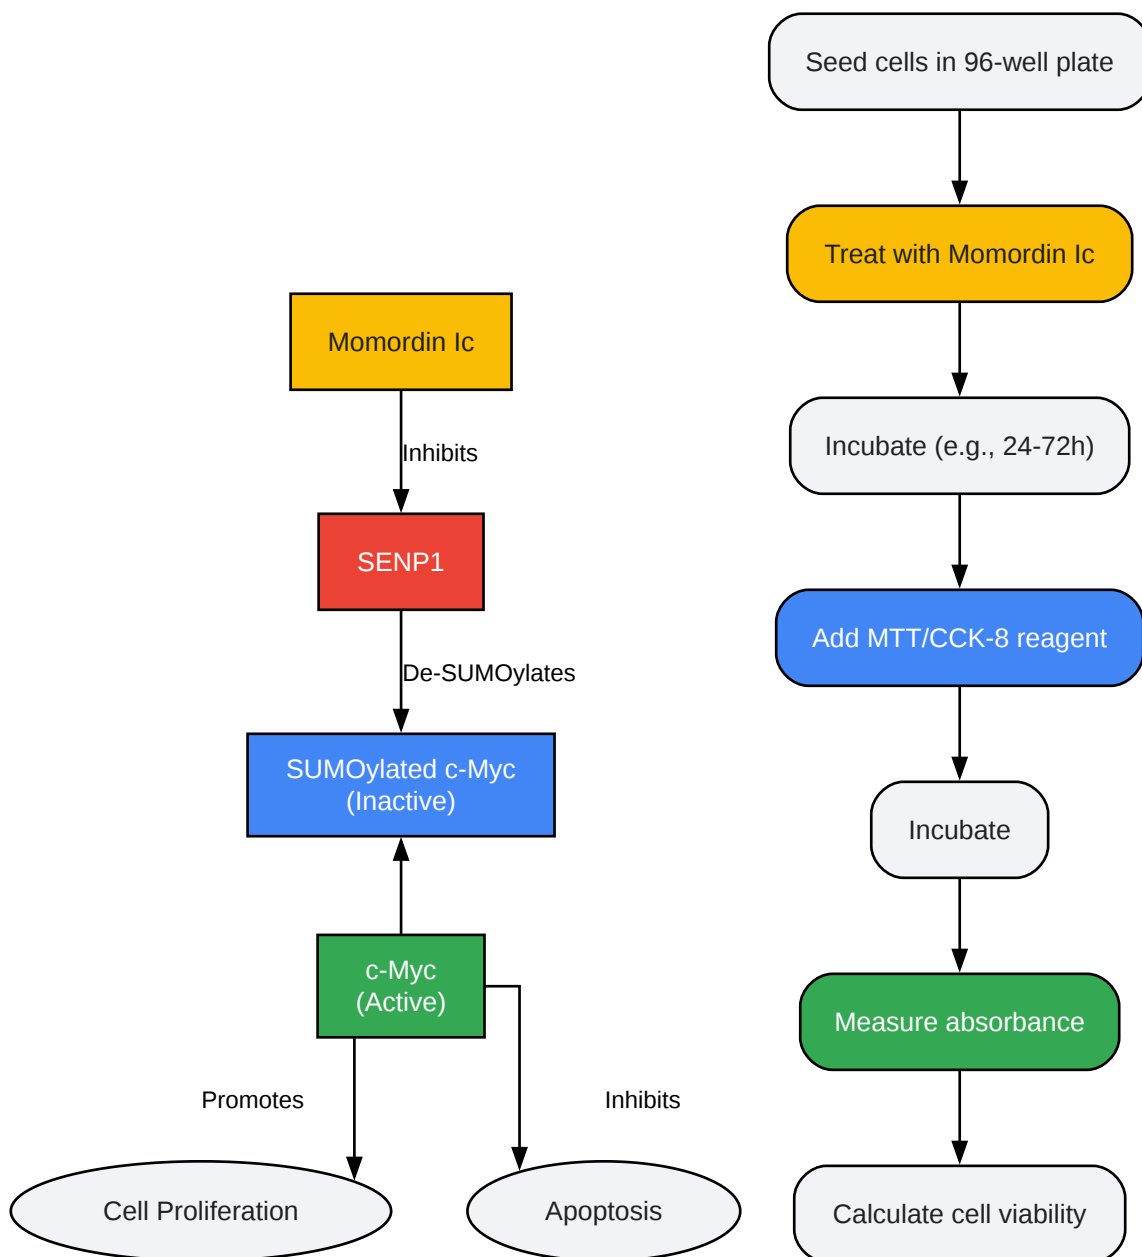 Momordin Ic
Inhibits
SENP1
De-SUMOylates
SUMOylated c-Myc
(Inactive)
c-Myc
(Active)
Promotes
Inhibits
Cell Proliferation
Apoptosis
Seed cells in 96-well plate
Treat with Momordin Ic
Incubate (e.g., 24-72h)
Add MTT/CCK-8 reagent
Incubate
Measure absorbance
Calculate cell viability